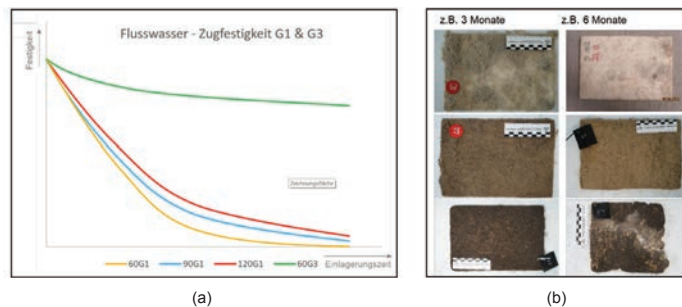 Flusswasser - Zugfestigkeit G1 & G3
Festigkeit
Zeichnungsfläche
60G1 90G1 120G1 60G3
Einlagerungszeit
(a)
z.B. 3 Monate z.B. 6 Monate
(b)